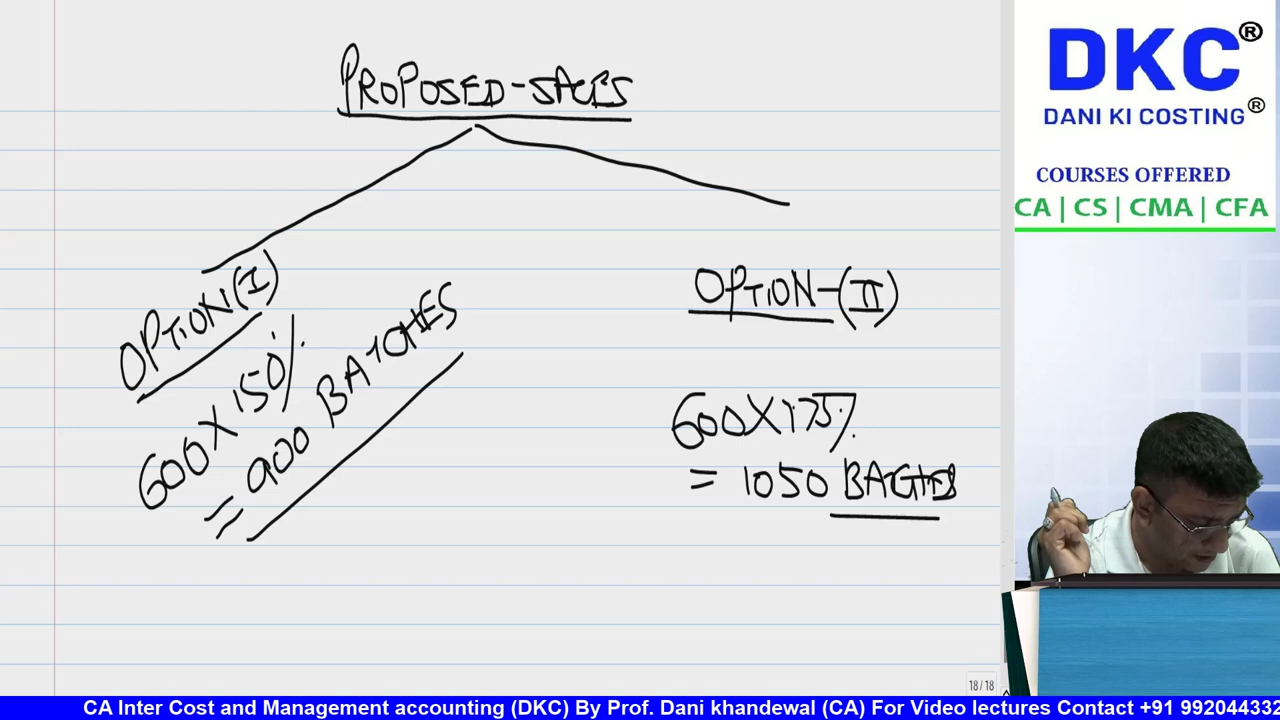 PROPOSED-SALES
OPTION(I)
600 X 150%
= 900 BATCHES
OPTION-(II)
600 X 175%
= 1050 BATCHES
18/18
DKC®
DANI KI COSTING®
COURSES OFFERED
CA | CS | CMA | CFA
CA Inter Cost and Management accounting (DKC) By Prof. Dani khandewal (CA) For Video lectures Contact +91 992044332